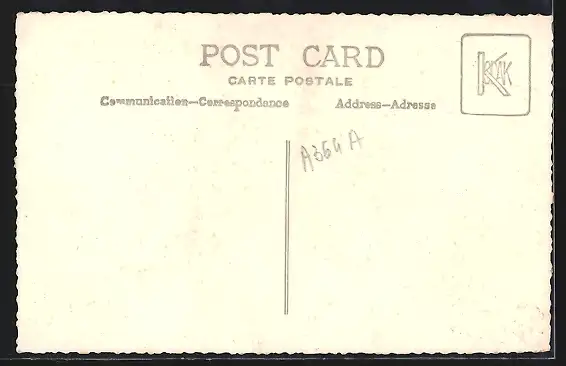 POST CARD
CARTE POSTALE
Communication—Correspondance Address—Adresse
A364A